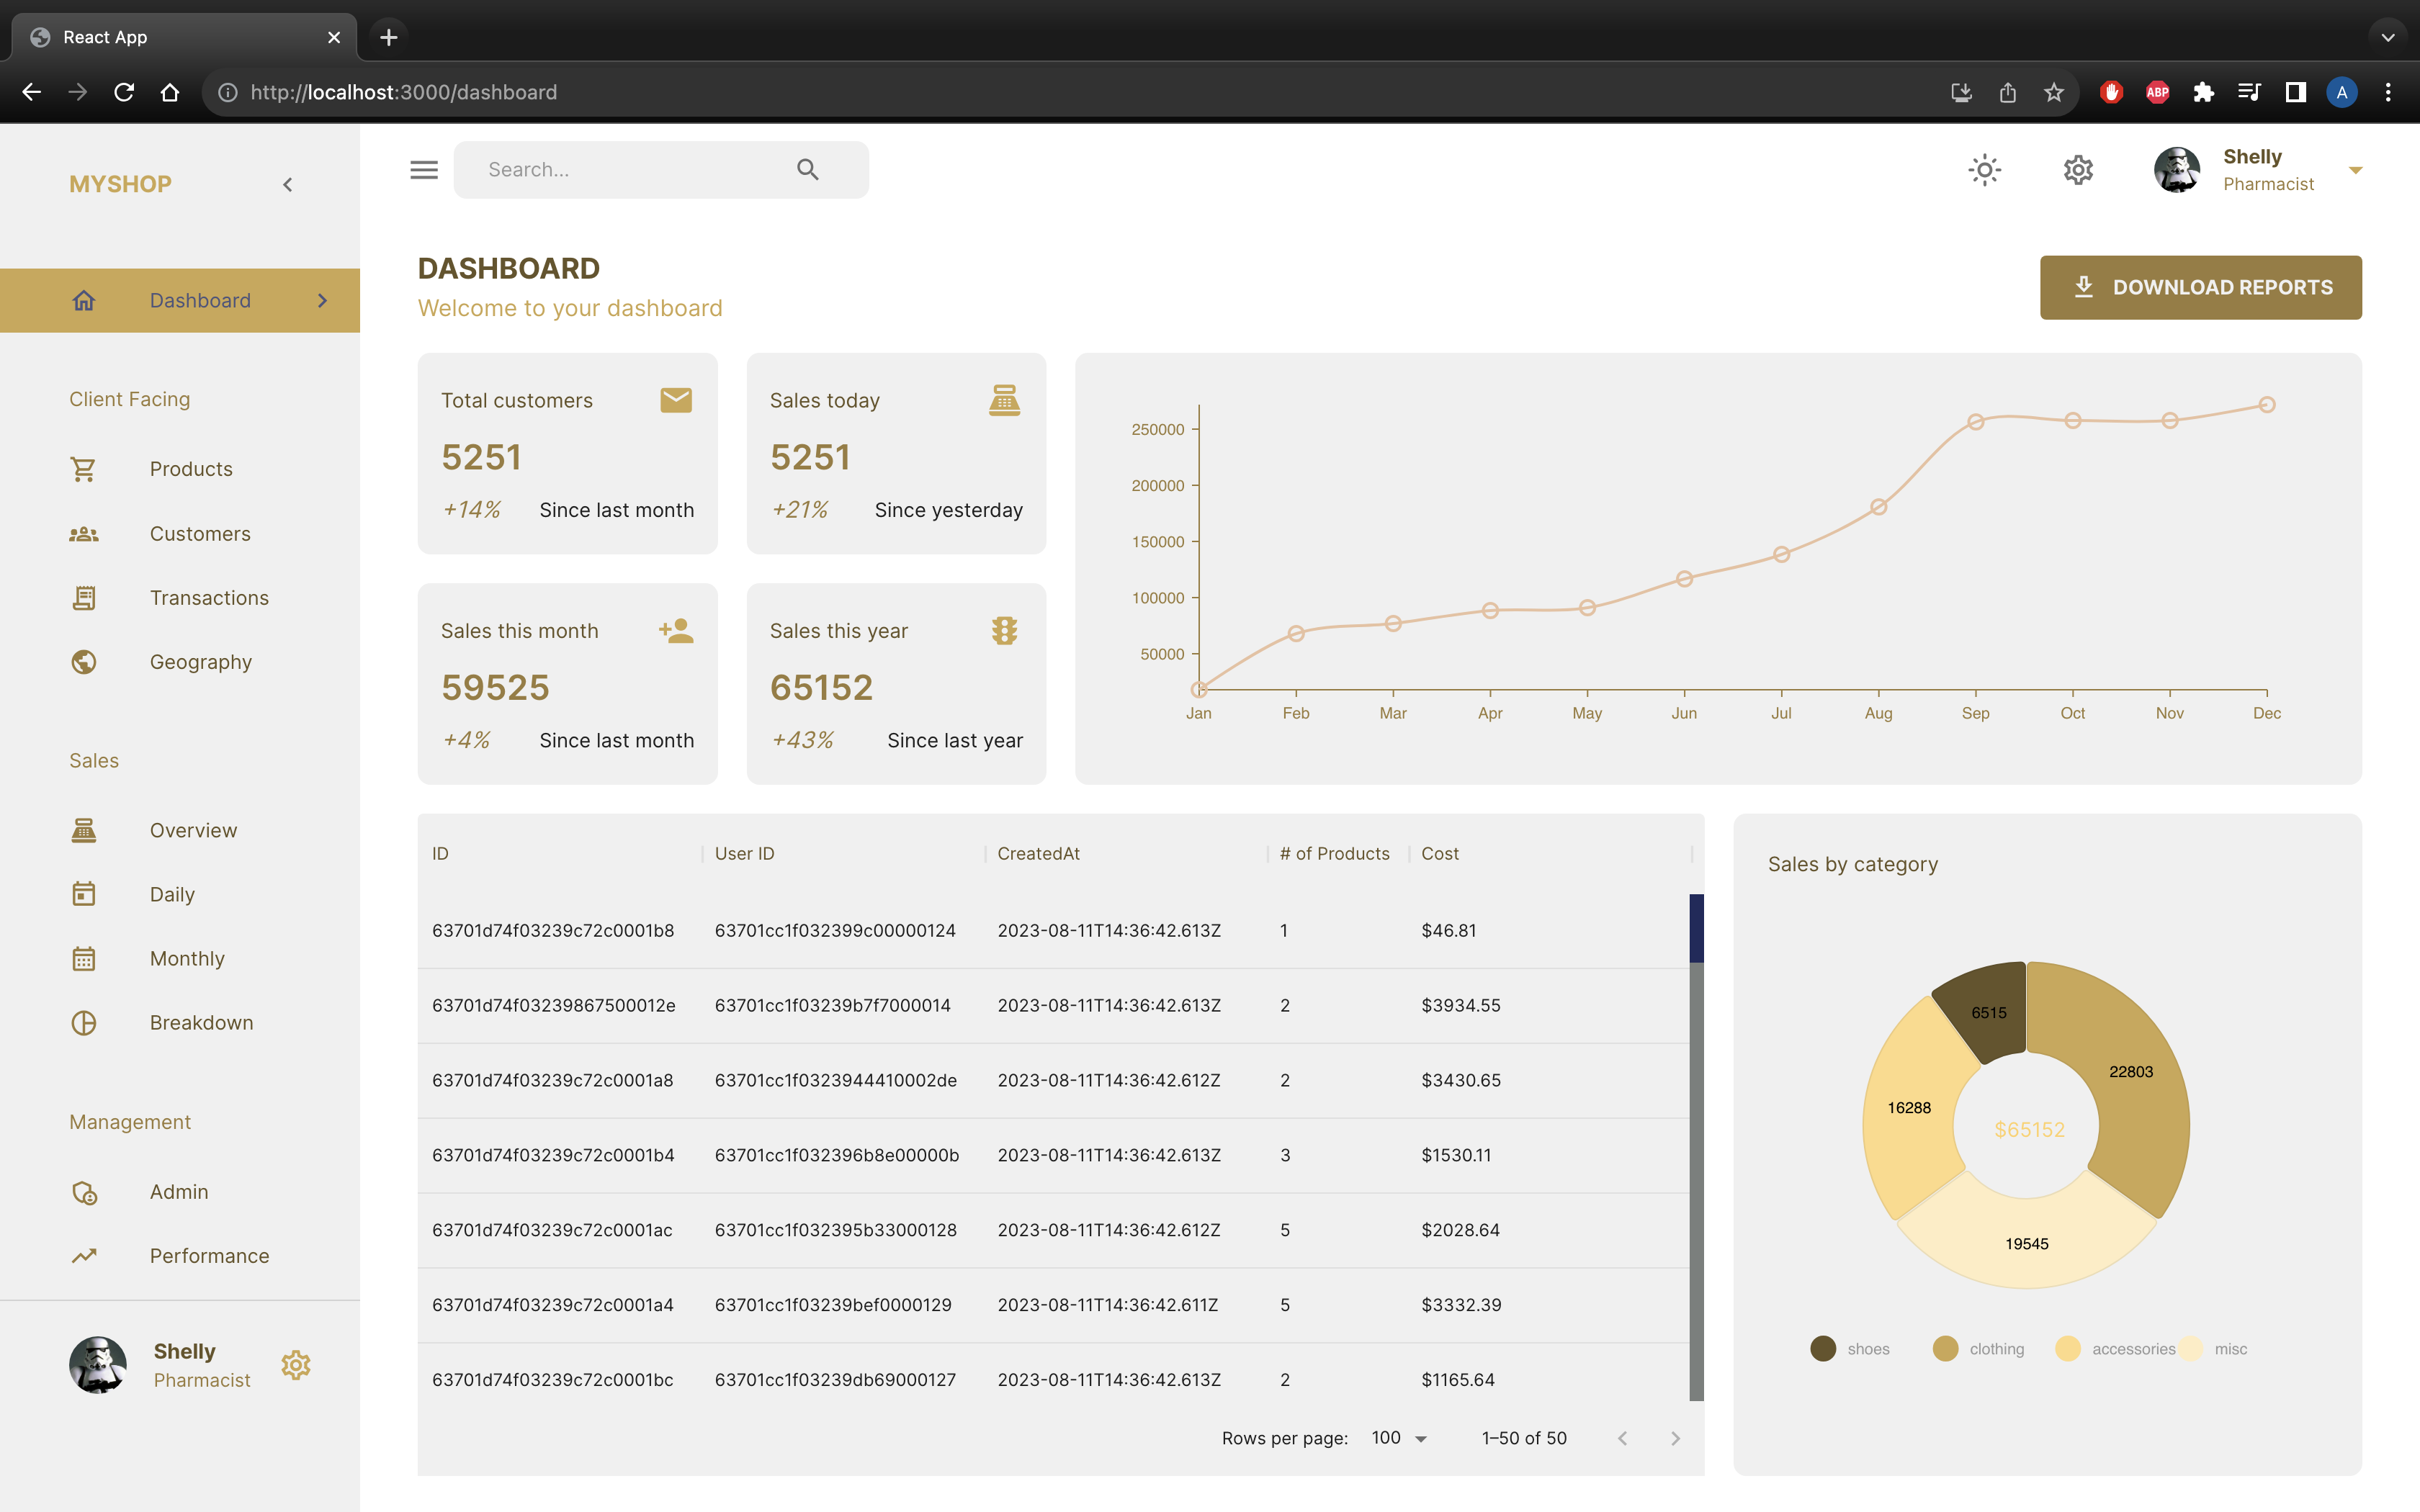 React App
http://localhost:3000/dashboard
ABP
A
MYSHOP
Search...
Shelly
Pharmacist
Dashboard
Client Facing
Products
Customers
Transactions
Geography
Sales
Overview
Daily
Monthly
Breakdown
Management
Admin
Performance
Shelly
Pharmacist
DASHBOARD
Welcome to your dashboard
DOWNLOAD REPORTS
Total customers
5251
+14% Since last month
Sales today
5251
+21% Since yesterday
Sales this month
59525
+4% Since last month
Sales this year
65152
+43% Since last year
250000
200000
150000
100000
50000
Jan Feb Mar Apr May Jun Jul Aug Sep Oct Nov Dec
ID User ID CreatedAt # of Products Cost
63701d74f03239c72c0001b8 63701cc1f032399c00000124 2023-08-11T14:36:42.613Z 1 $46.81
63701d74f03239867500012e 63701cc1f03239b7f7000014 2023-08-11T14:36:42.613Z 2 $3934.55
63701d74f03239c72c0001a8 63701cc1f0323944410002de 2023-08-11T14:36:42.612Z 2 $3430.65
63701d74f03239c72c0001b4 63701cc1f032396b8e00000b 2023-08-11T14:36:42.613Z 3 $1530.11
63701d74f03239c72c0001ac 63701cc1f032395b33000128 2023-08-11T14:36:42.612Z 5 $2028.64
63701d74f03239c72c0001a4 63701cc1f03239bef0000129 2023-08-11T14:36:42.611Z 5 $3332.39
63701d74f03239c72c0001bc 63701cc1f03239db69000127 2023-08-11T14:36:42.613Z 2 $1165.64
Rows per page: 100 1–50 of 50
Sales by category
6515
22803
16288
$65152
19545
shoes clothing accessories misc